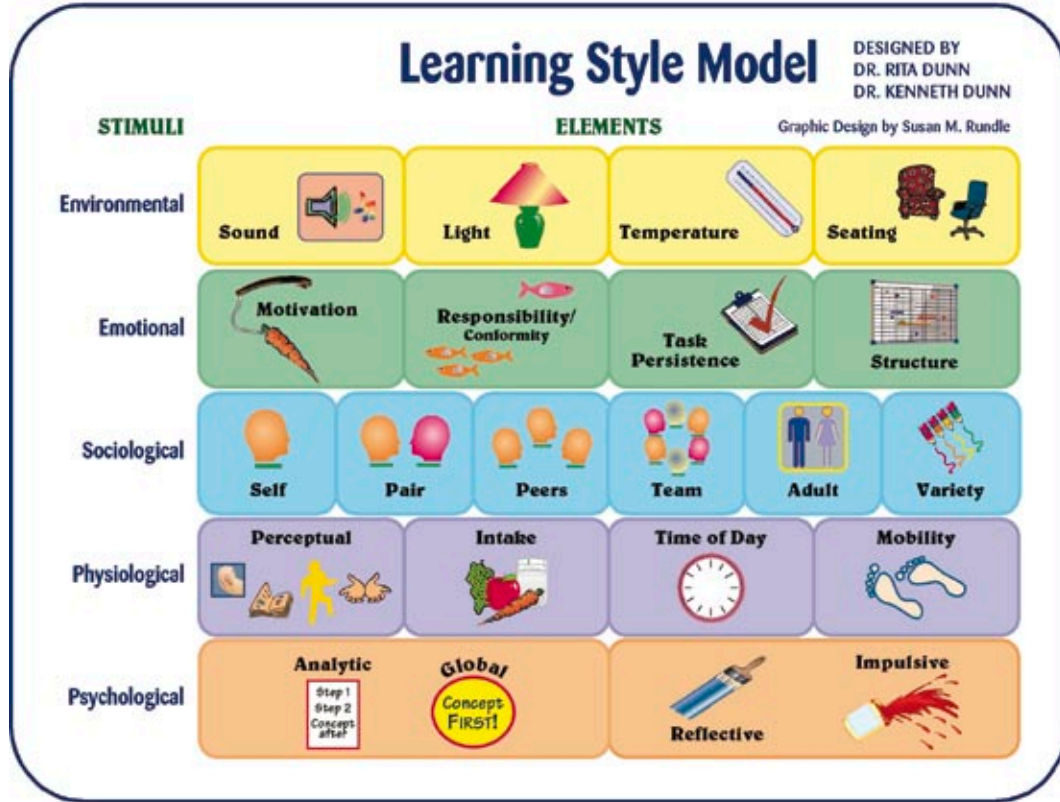 Learning Style Model
DESIGNED BY
DR. RITA DUNN
DR. KENNETH DUNN
STIMULI
ELEMENTS
Graphic Design by Susan M. Rundle
Environmental
Sound
Light
Temperature
Seating
Emotional
Motivation
Responsibility/
Conformity
Task
Persistence
Structure
Sociological
Self
Pair
Peers
Team
Adult
Variety
Physiological
Perceptual
Intake
Time of Day
Mobility
Psychological
Analytic
Step 1
Step 2
Concept
after
Global
Concept
FIRST!
Reflective
Impulsive